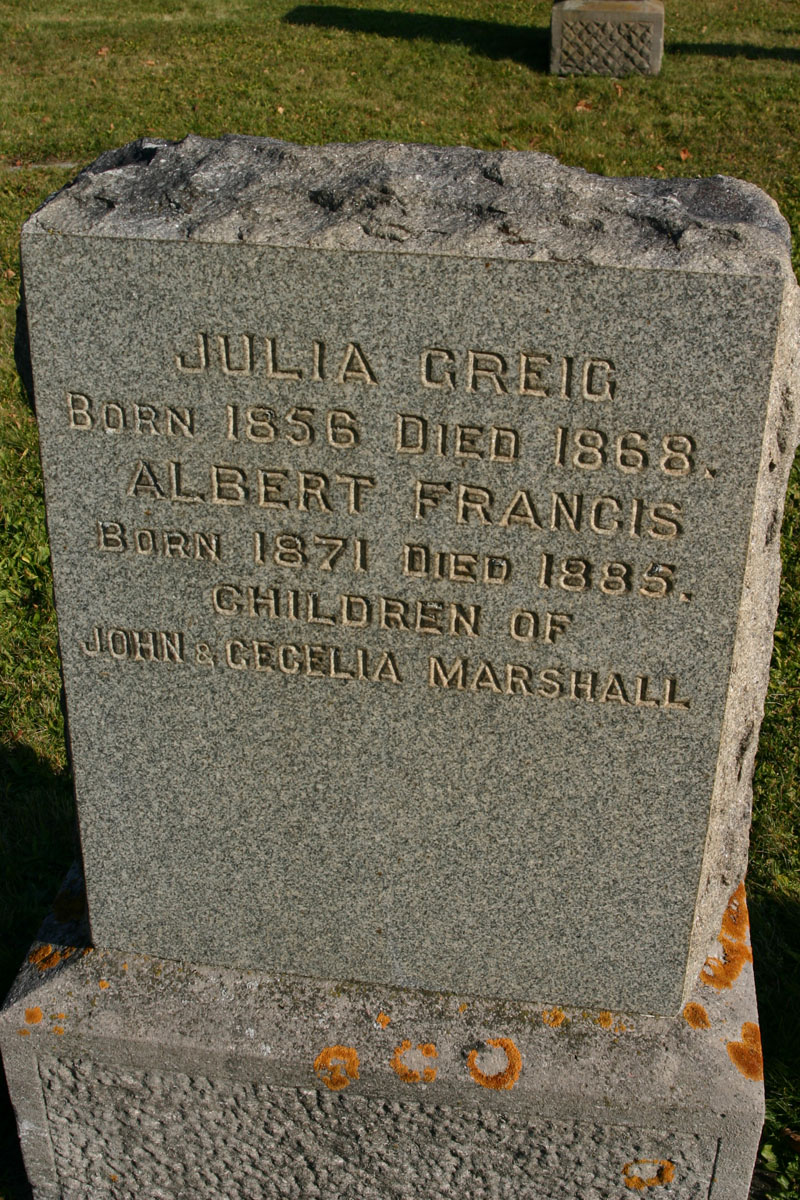 JULIA GREIG
BORN 1856 DIED 1868.
ALBERT FRANCIS
BORN 1871 DIED 1885.
CHILDREN OF
JOHN & CECELIA MARSHALL